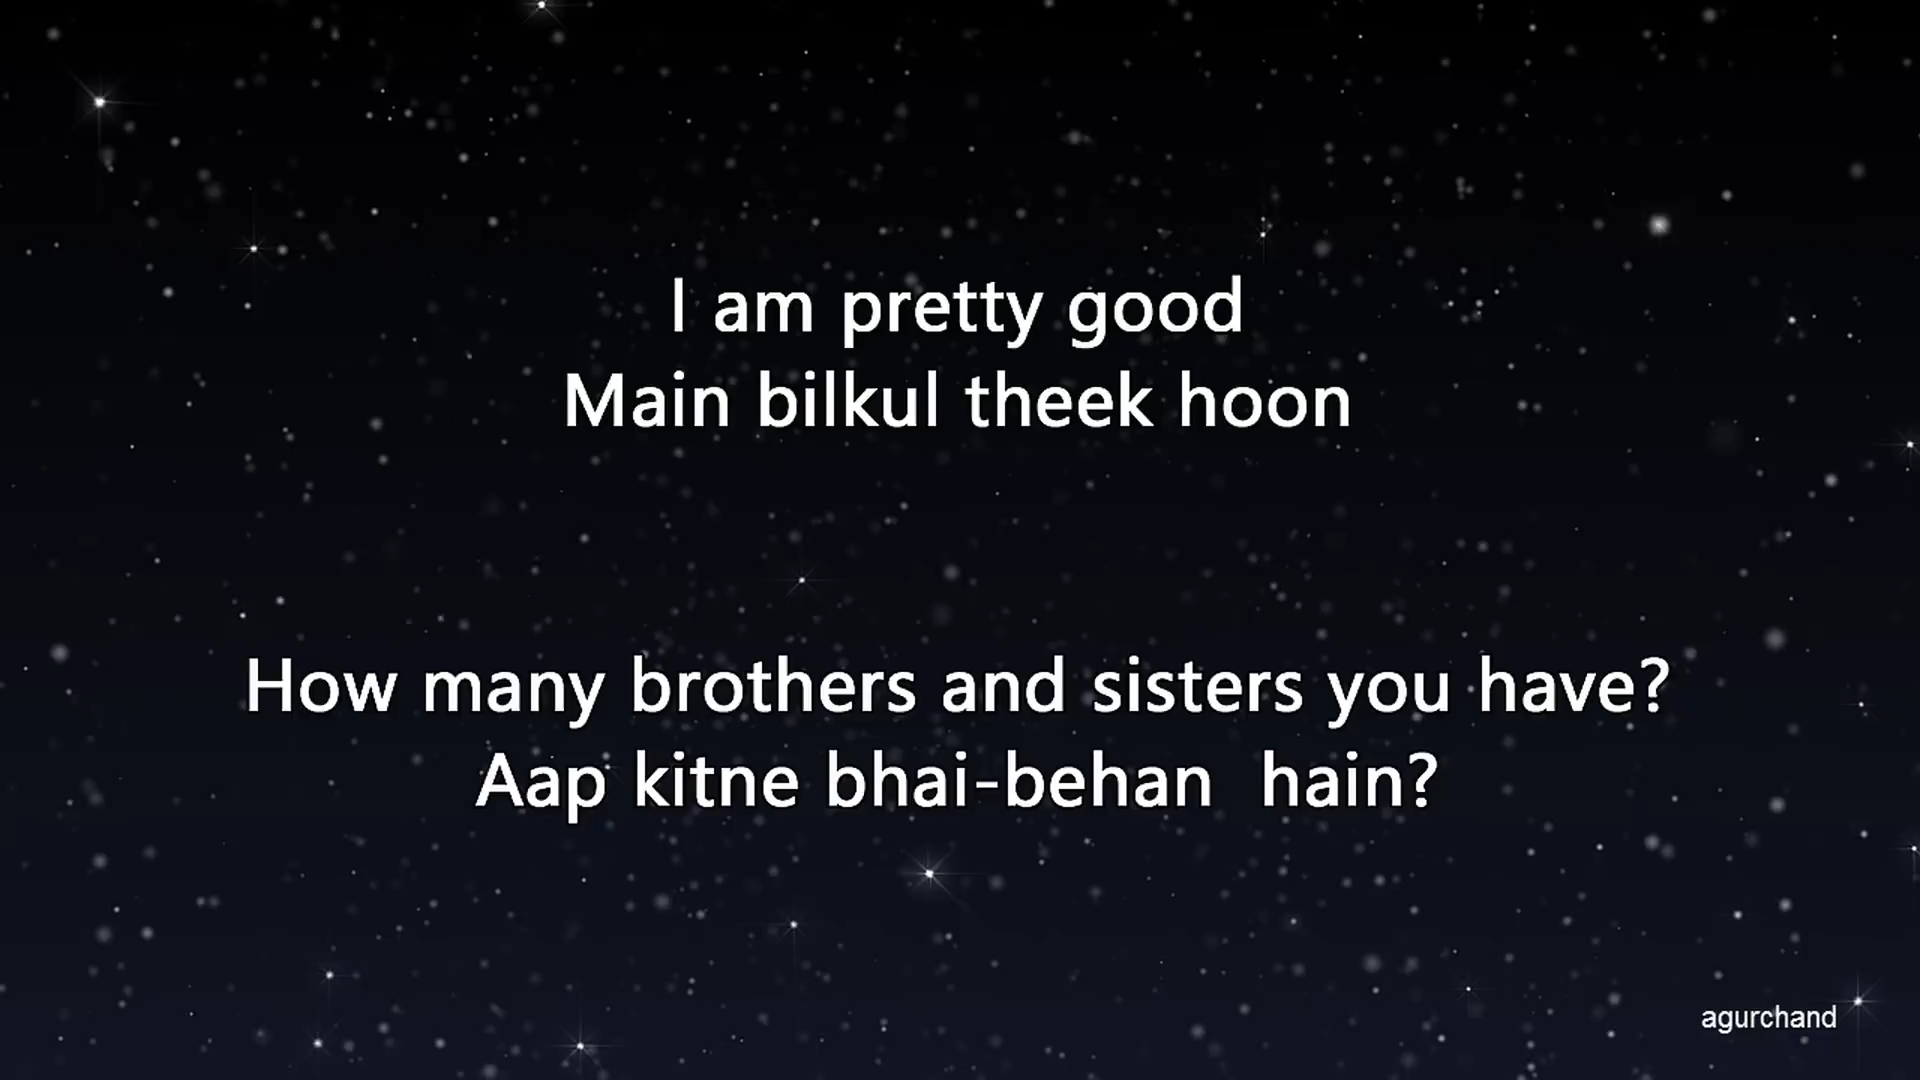 I am pretty good
Main bilkul theek hoon
How many brothers and sisters you have?
Aap kitne bhai-behan  hain?
agurchand